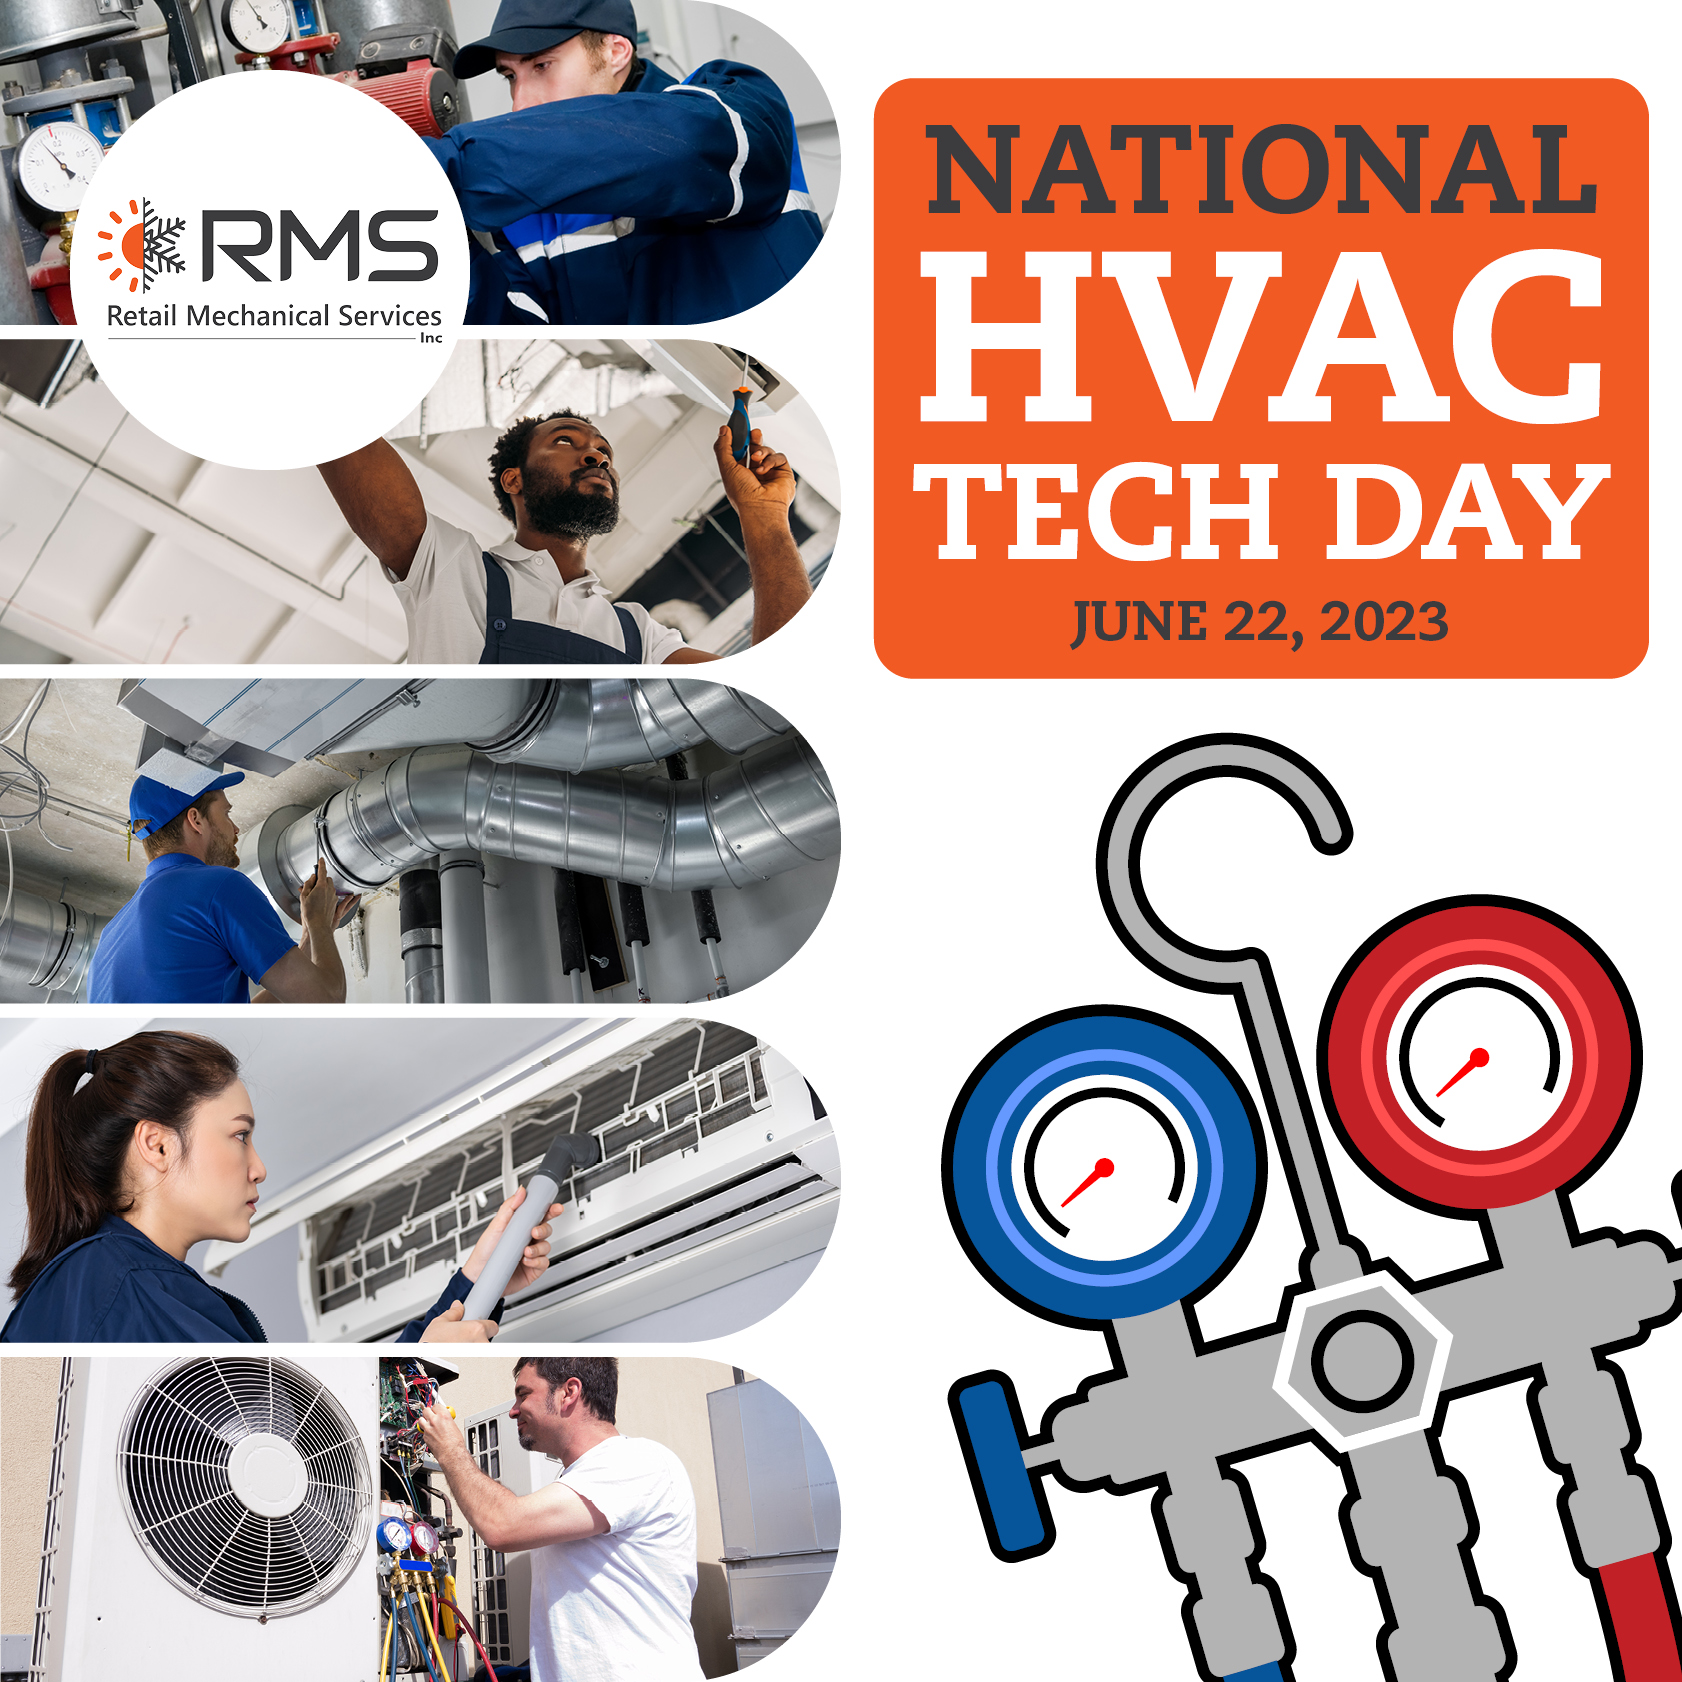 RMS
Retail Mechanical Services
Inc
NATIONAL
HVAC
TECH DAY
JUNE 22, 2023